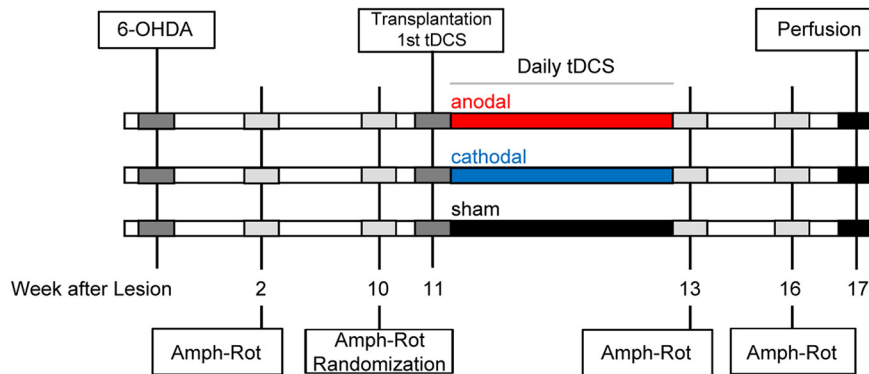 6-OHDA
Transplantation
1st tDCS
Perfusion
Daily tDCS
anodal
cathodal
sham
Week after Lesion 2 10 11 13 16 17
Amph-Rot
Amph-Rot
Randomization
Amph-Rot
Amph-Rot